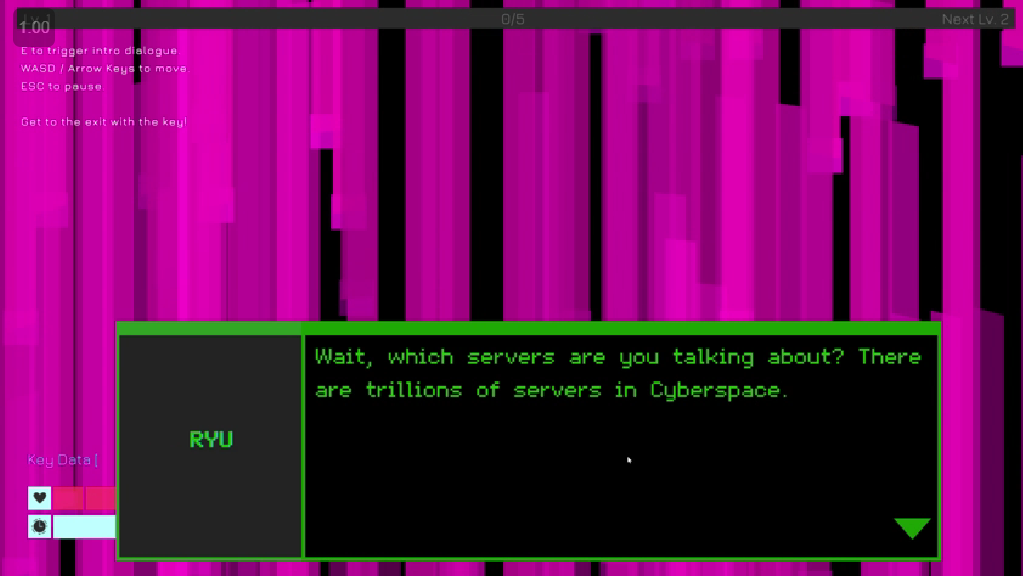 1.00
0/5
Next Lv. 2
E to trigger intro dialogue
WASD / Arrow Keys to move.
ESC to pause.
Get to the exit with the key!
Wait, which servers are you talking about? There
are trillions of servers in Cyberspace.
RYU
Key Data [